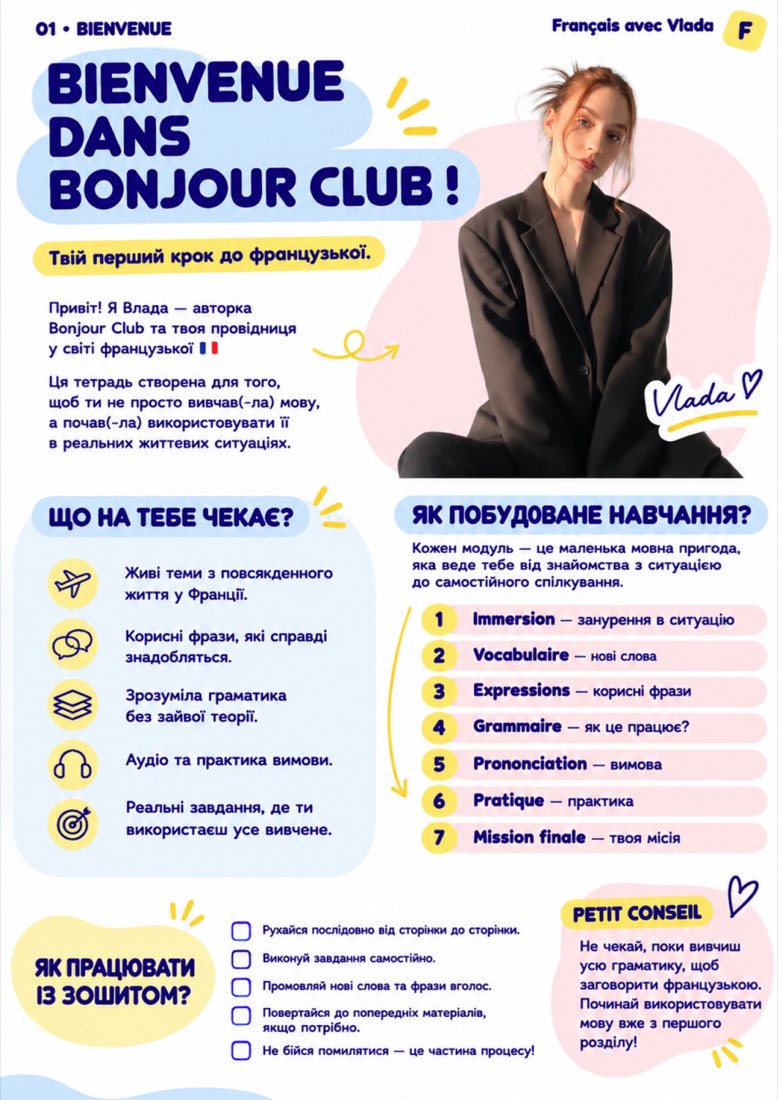 01 • BIENVENUE
Français avec Vlada
F
BIENVENUE
DANS
BONJOUR CLUB !
Твій перший крок до французької.
Привіт! Я Влада — авторка
Bonjour Club та твоя провідниця
у світі французької 🇫🇷
Ця тетрадь створена для того,
щоб ти не просто вивчав(-ла) мову,
а почав(-ла) використовувати її
в реальних життєвих ситуаціях.
Vlada
ЩО НА ТЕБЕ ЧЕКАЄ?
Живі теми з повсякденного
життя у Франції.
Корисні фрази, які справді
знадобляться.
Зрозуміла граматика
без зайвої теорії.
Аудіо та практика вимови.
Реальні завдання, де ти
використаєш усе вивчене.
ЯК ПОБУДОВАНЕ НАВЧАННЯ?
Кожен модуль — це маленька мовна пригода,
яка веде тебе від знайомства з ситуацією
до самостійного спілкування.
1 Immersion — занурення в ситуацію
2 Vocabulaire — нові слова
3 Expressions — корисні фрази
4 Grammaire — як це працює?
5 Prononciation — вимова
6 Pratique — практика
7 Mission finale — твоя місія
ЯК ПРАЦЮВАТИ
ІЗ ЗОШИТОМ?
Рухайся послідовно від сторінки до сторінки.
Виконуй завдання самостійно.
Промовляй нові слова та фрази вголос.
Повертайся до попередніх матеріалів,
якщо потрібно.
Не бійся помилятися — це частина процесу!
PETIT CONSEIL
Не чекай, поки вивчиш
усю граматику, щоб
заговорити французькою.
Починай використовувати
мову вже з першого
розділу!